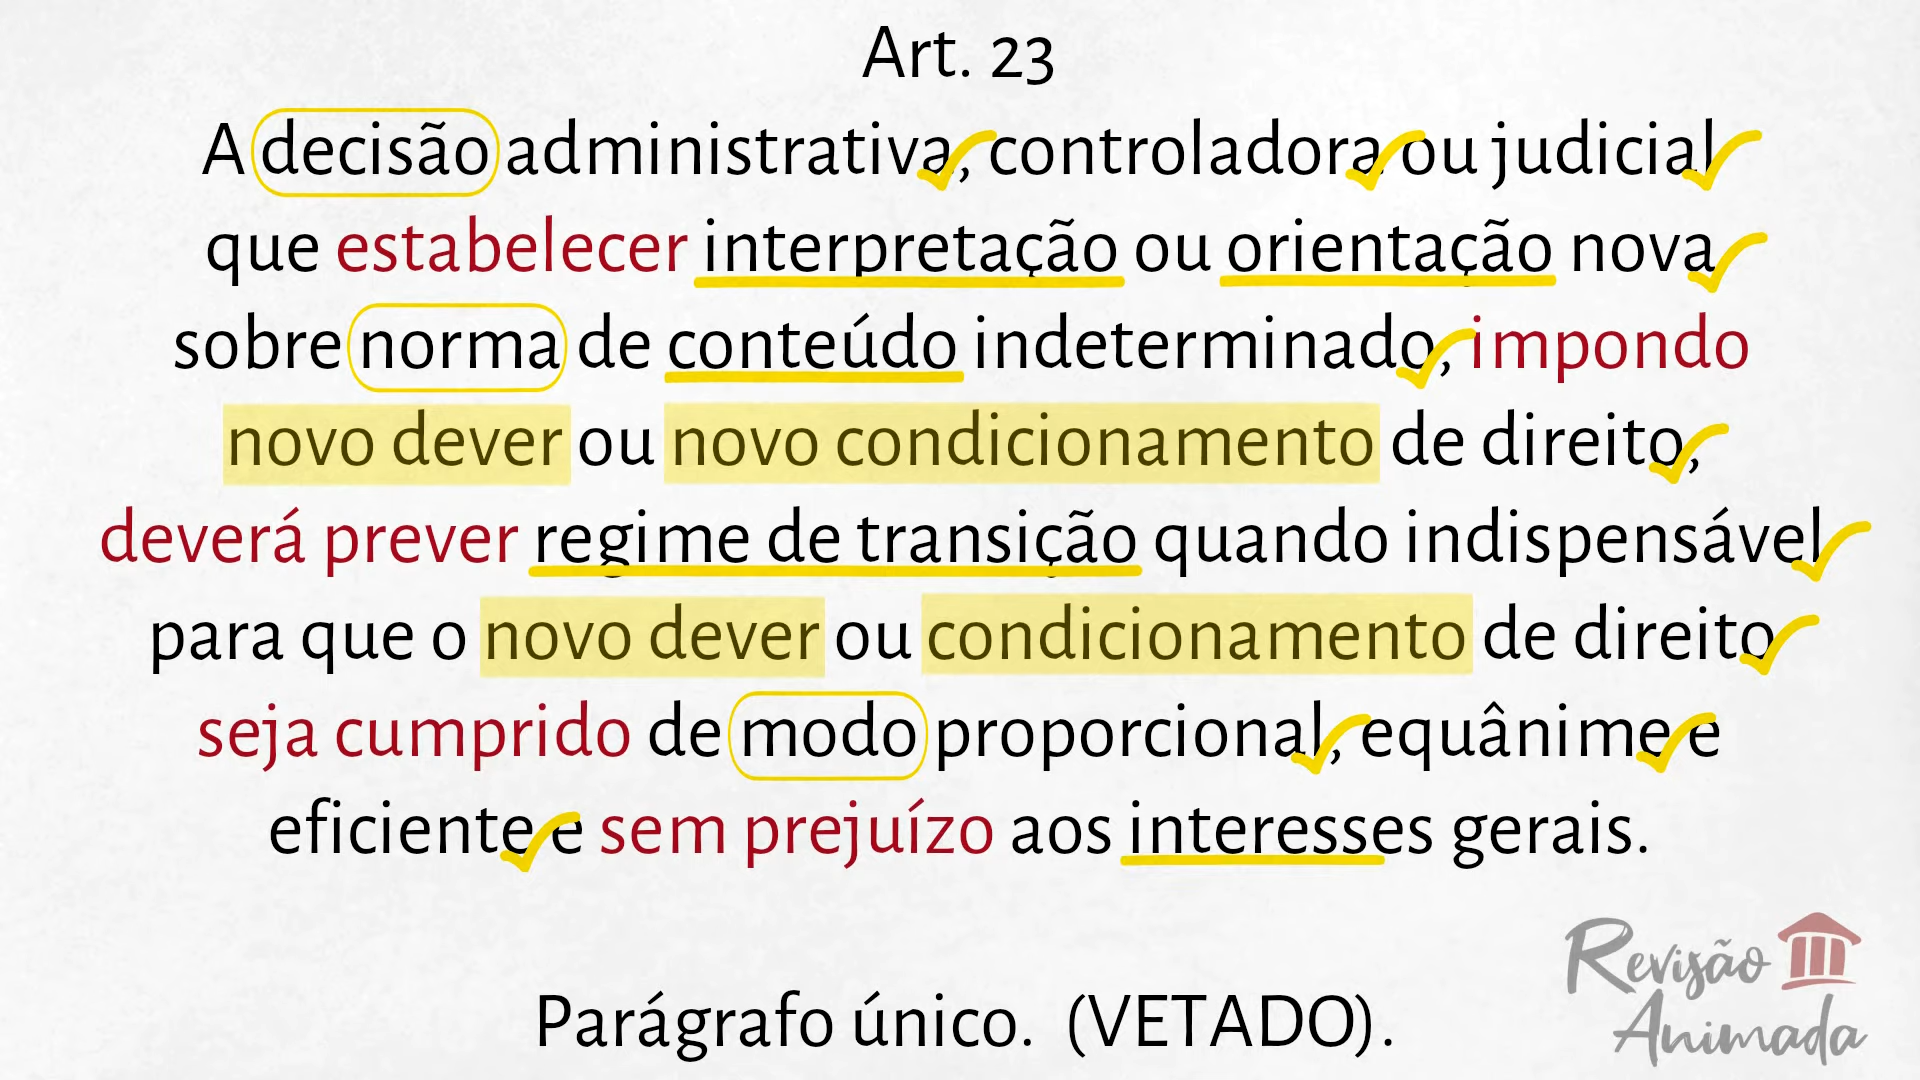 Art. 23
A decisão administrativa, controladora ou judicial
que estabelecer interpretação ou orientação nova
sobre norma de conteúdo indeterminado, impondo
novo dever ou novo condicionamento de direito,
deverá prever regime de transição quando indispensável
para que o novo dever ou condicionamento de direito
seja cumprido de modo proporcional, equânime e
eficiente e sem prejuízo aos interesses gerais.
Parágrafo único. (VETADO).
Revisão
Animada